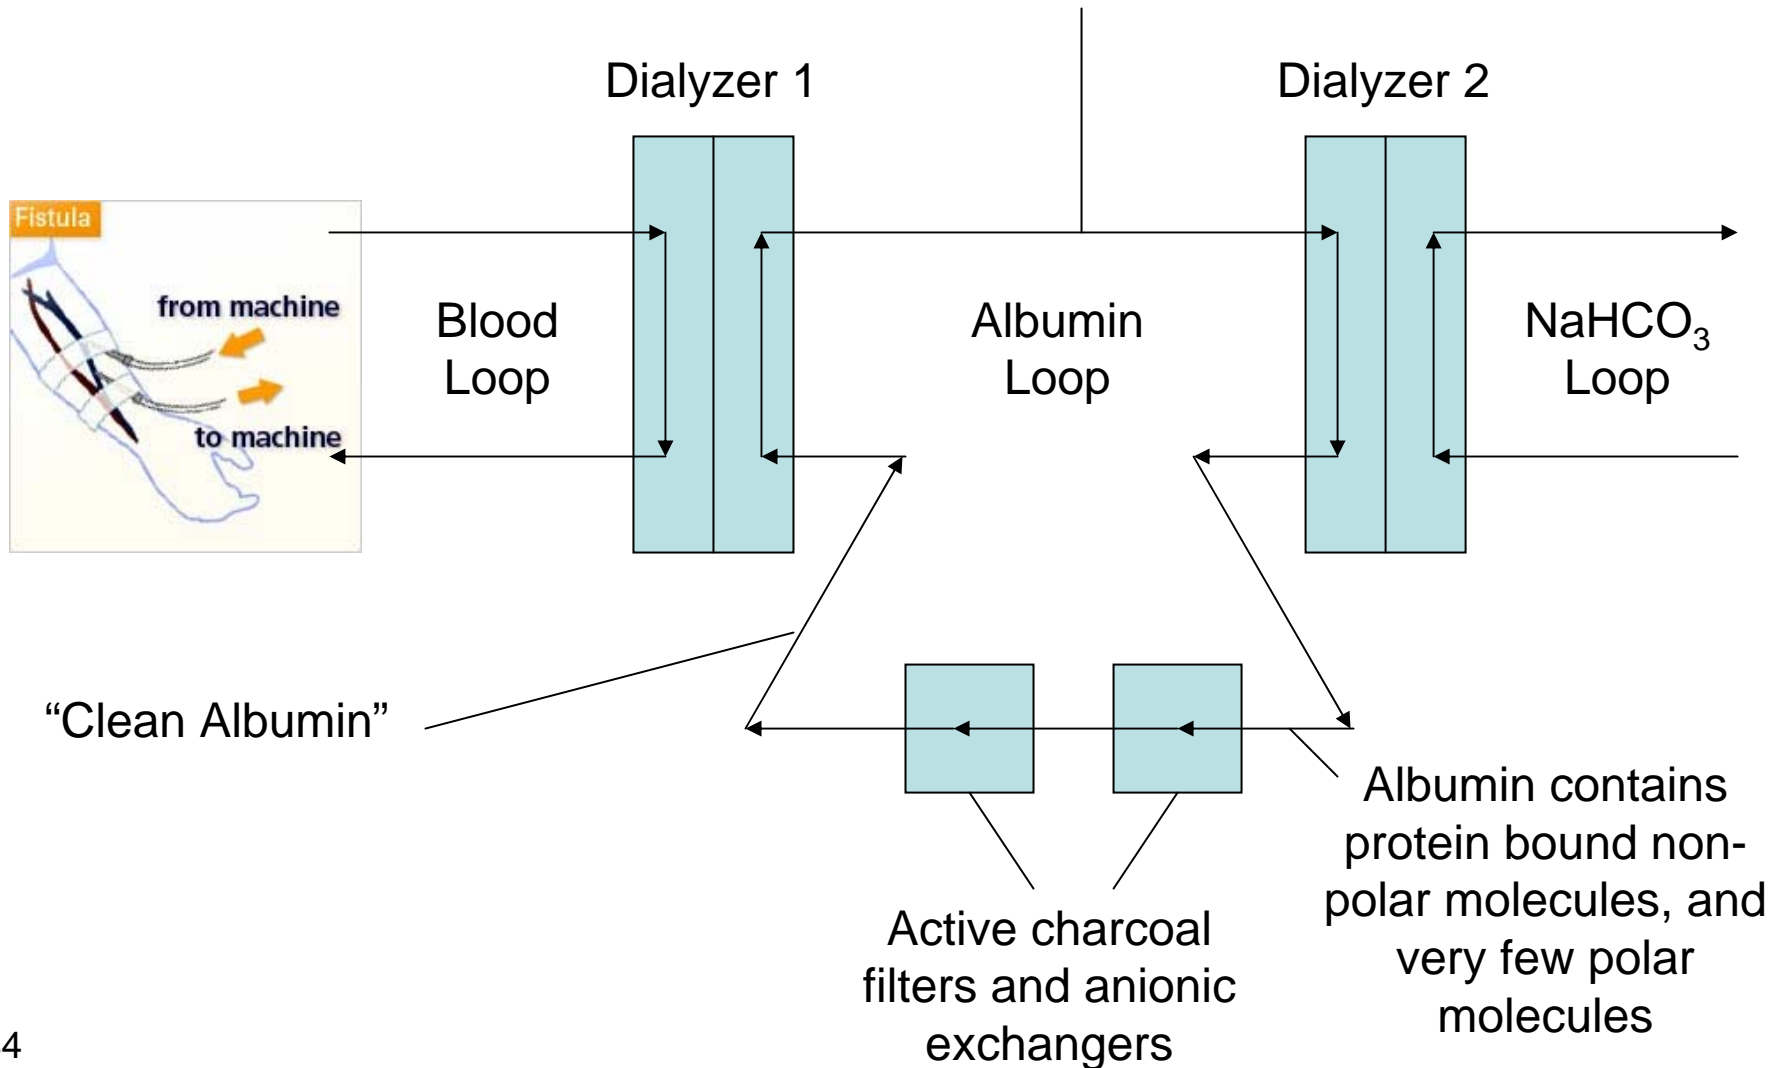 Dialyzer 1
Dialyzer 2
Fistula
from machine
to machine
Blood
Loop
Albumin
Loop
NaHCO₃
Loop
“Clean Albumin”
Active charcoal
filters and anionic
exchangers
Albumin contains
protein bound non-
polar molecules, and
very few polar
molecules
4